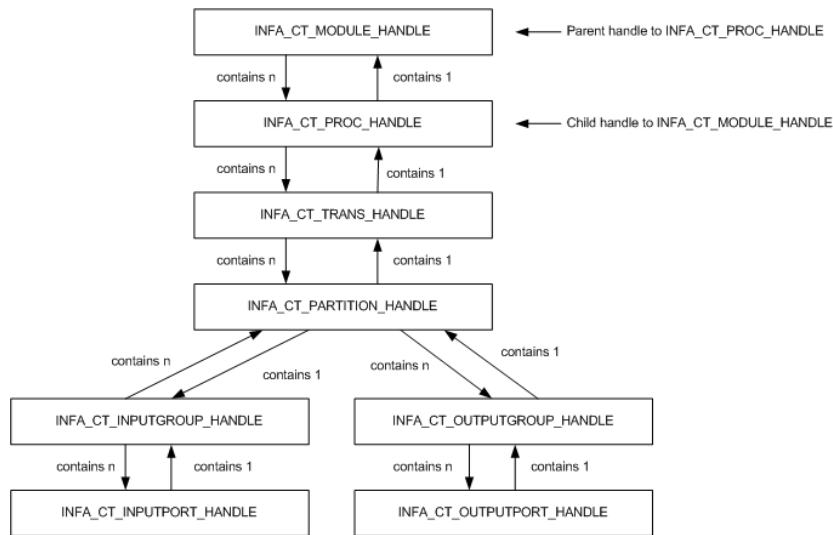 INFA_CT_MODULE_HANDLE
Parent handle to INFA_CT_PROC_HANDLE
contains n
contains 1
INFA_CT_PROC_HANDLE
Child handle to INFA_CT_MODULE_HANDLE
contains n
contains 1
INFA_CT_TRANS_HANDLE
contains n
contains 1
INFA_CT_PARTITION_HANDLE
contains n
contains 1
contains n
contains 1
INFA_CT_INPUTGROUP_HANDLE
INFA_CT_OUTPUTGROUP_HANDLE
contains n
contains 1
contains n
contains 1
INFA_CT_INPUTPORT_HANDLE
INFA_CT_OUTPUTPORT_HANDLE